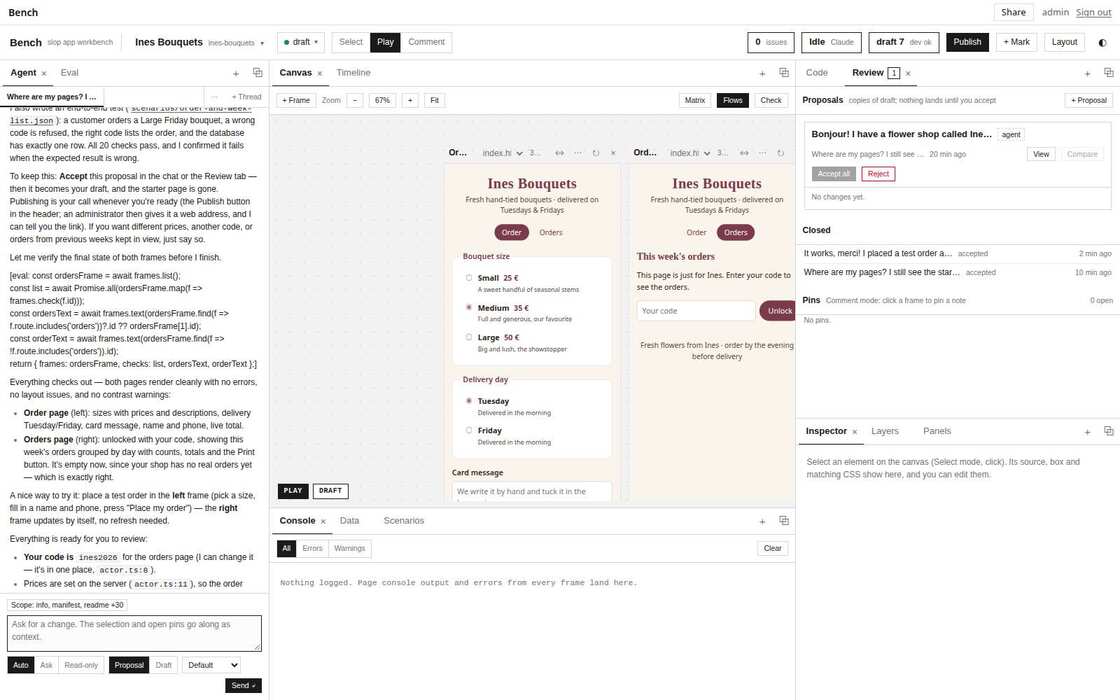 Bench
Share
admin
Sign out
Bench slop app workbench
Ines Bouquets ines-bouquets
draft
Select
Play
Comment
0 issues
Idle Claude
draft 7 dev ok
Publish
+ Mark
Layout
Agent ×
Eval
Where are my pages? I ...
...
+ Thread
list.json ): a customer orders a Large Friday bouquet, a wrong
code is refused, the right code lists the order, and the database
has exactly one row. All 20 checks pass, and I confirmed it fails
when the expected result is wrong.
To keep this: Accept this proposal in the chat or the Review tab —
then it becomes your draft, and the starter page is gone.
Publishing is your call whenever you're ready (the Publish button
in the header; an administrator then gives it a web address, and I
can tell you the link). If you want different prices, another code, or
orders from previous weeks kept in view, just say so.
Let me verify the final state of both frames before I finish.
[eval: const ordersFrame = await frames.list();
const list = await Promise.all(ordersFrame.map(f =>
frames.check(f.id)));
const ordersText = await frames.text(ordersFrame.find(f =>
f.route.includes('orders'))?.id ?? ordersFrame[1].id);
const orderText = await frames.text(ordersFrame.find(f =>
!f.route.includes('orders')).id);
return { frames: ordersFrame, checks: list, ordersText, orderText };]
Everything checks out — both pages render cleanly with no errors,
no layout issues, and no contrast warnings:
Order page (left): sizes with prices and descriptions, delivery
Tuesday/Friday, card message, name and phone, live total.
Orders page (right): unlocked with your code, showing this
week's orders grouped by day with counts, totals and the Print
button. It's empty now, since your shop has no real orders yet
— which is exactly right.
A nice way to try it: place a test order in the left frame (pick a size,
fill in a name and phone, press "Place my order") — the right
frame updates by itself, no refresh needed.
Everything is ready for you to review:
Your code is ines2026 for the orders page (I can change it
— it's in one place, actor.ts:8 ).
Prices are set on the server ( actor.ts:11 ), so the order
Scope: info, manifest, readme +30
Ask for a change. The selection and open pins go along as
context.
Auto
Ask
Read-only
Proposal
Draft
Default
Send
Canvas ×
Timeline
+ Frame
Zoom
−
67%
+
Fit
Matrix
Flows
Check
Or...
index.ht
3...
Ines Bouquets
Fresh hand-tied bouquets · delivered on
Tuesdays & Fridays
Order
Orders
Bouquet size
Small 25 €
A sweet handful of seasonal stems
Medium 35 €
Full and generous, our favourite
Large 50 €
Big and lush, the showstopper
Delivery day
Tuesday
Delivered in the morning
Friday
Delivered in the morning
Card message
We write it by hand and tuck it in the
Ord...
index.ht
3...
Ines Bouquets
Fresh hand-tied bouquets · delivered on
Tuesdays & Fridays
Order
Orders
This week's orders
This page is just for Ines. Enter your code to
see the orders.
Your code
Unlock
Fresh flowers from Ines · order by the evening
before delivery
PLAY
DRAFT
Console ×
Data
Scenarios
All
Errors
Warnings
Clear
Nothing logged. Page console output and errors from every frame land here.
Code
Review 1 ×
Proposals copies of draft; nothing lands until you accept
+ Proposal
Bonjour! I have a flower shop called Ine... agent
Where are my pages? I still see ... 20 min ago
View
Compare
Accept all
Reject
No changes yet.
Closed
It works, merci! I placed a test order a... accepted 2 min ago
Where are my pages? I still see the star... accepted 10 min ago
Pins Comment mode: click a frame to pin a note 0 open
No pins.
Inspector ×
Layers
Panels
Select an element on the canvas (Select mode, click). Its source, box and
matching CSS show here, and you can edit them.